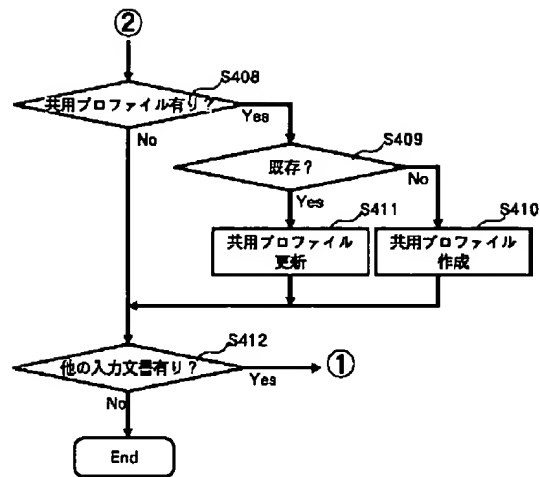 ②
S408
共用プロファイル有り？
Yes
No
S409
既存？
No
Yes
S411
S410
共用プロファイル
更新
共用プロファイル
作成
S412
他の入力文書有り？
Yes
①
No
End